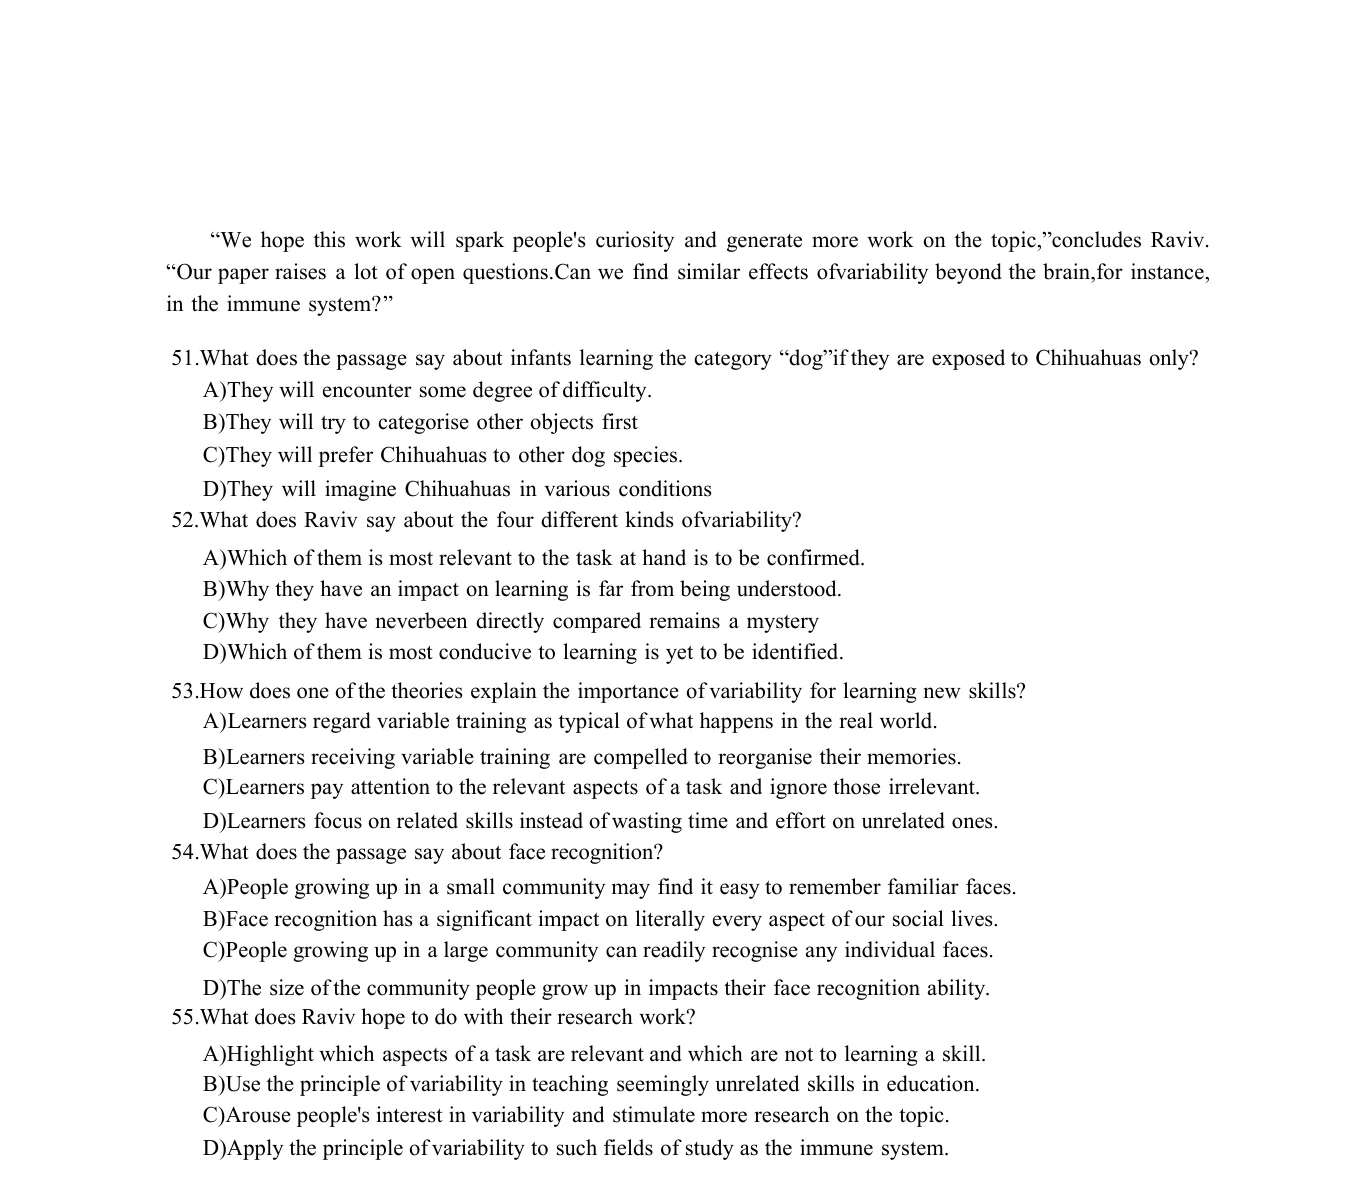 “We hope this work will spark people's curiosity and generate more work on the topic,”concludes Raviv.
“Our paper raises a lot of open questions.Can we find similar effects ofvariability beyond the brain,for instance,
in the immune system?”
51.What does the passage say about infants learning the category “dog”if they are exposed to Chihuahuas only?
A)They will encounter some degree of difficulty.
B)They will try to categorise other objects first
C)They will prefer Chihuahuas to other dog species.
D)They will imagine Chihuahuas in various conditions
52.What does Raviv say about the four different kinds ofvariability?
A)Which of them is most relevant to the task at hand is to be confirmed.
B)Why they have an impact on learning is far from being understood.
C)Why they have neverbeen directly compared remains a mystery
D)Which of them is most conducive to learning is yet to be identified.
53.How does one of the theories explain the importance of variability for learning new skills?
A)Learners regard variable training as typical of what happens in the real world.
B)Learners receiving variable training are compelled to reorganise their memories.
C)Learners pay attention to the relevant aspects of a task and ignore those irrelevant.
D)Learners focus on related skills instead of wasting time and effort on unrelated ones.
54.What does the passage say about face recognition?
A)People growing up in a small community may find it easy to remember familiar faces.
B)Face recognition has a significant impact on literally every aspect of our social lives.
C)People growing up in a large community can readily recognise any individual faces.
D)The size of the community people grow up in impacts their face recognition ability.
55.What does Raviv hope to do with their research work?
A)Highlight which aspects of a task are relevant and which are not to learning a skill.
B)Use the principle of variability in teaching seemingly unrelated skills in education.
C)Arouse people's interest in variability and stimulate more research on the topic.
D)Apply the principle of variability to such fields of study as the immune system.